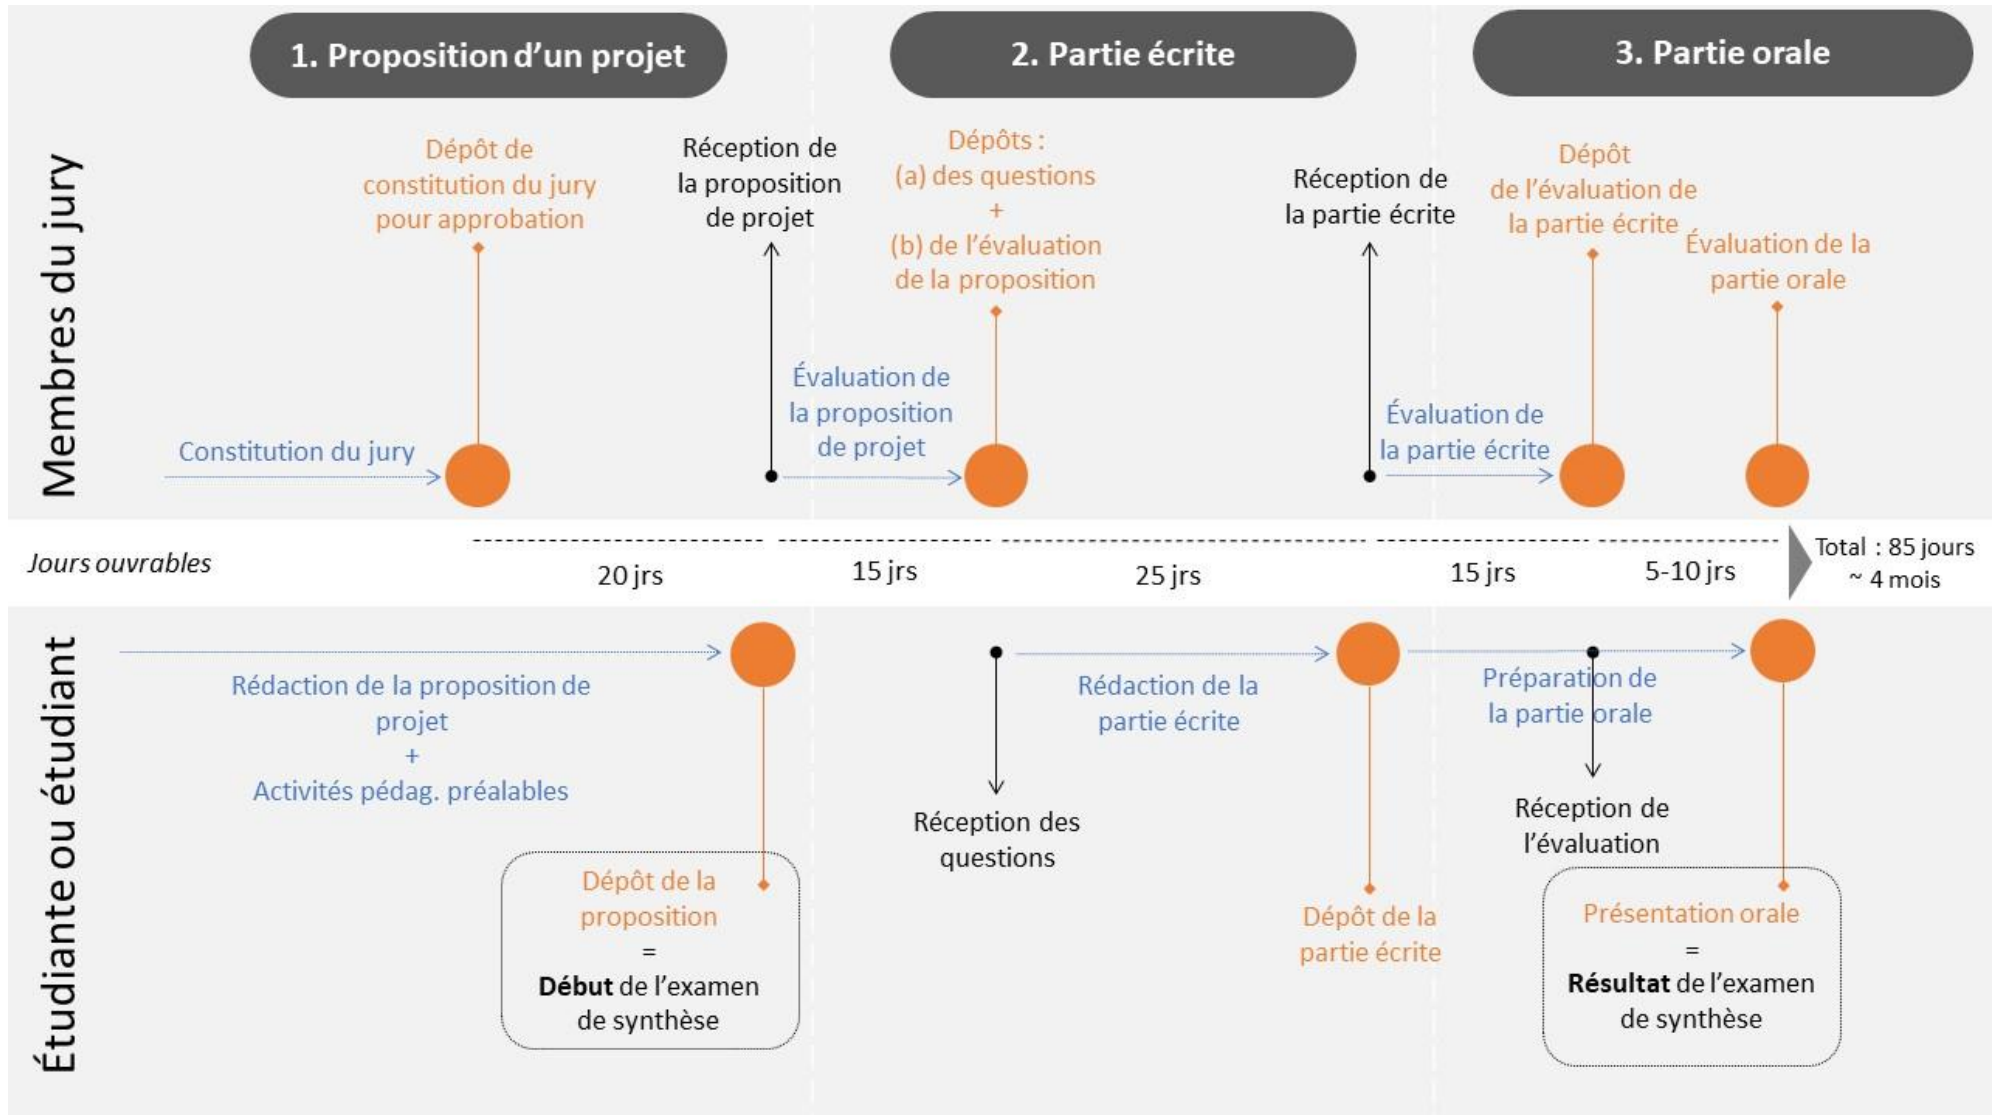 1. Proposition d’un projet
2. Partie écrite
3. Partie orale
Membres du jury
Dépôt de
constitution du jury
pour approbation
Réception de
la proposition
de projet
Dépôts :
(a) des questions
+
(b) de l’évaluation
de la proposition
Réception de
la partie écrite
Dépôt
de l’évaluation de
la partie écrite
Évaluation de la
partie orale
Constitution du jury
Évaluation de
la proposition
de projet
Évaluation de
la partie écrite
Jours ouvrables
20 jrs
15 jrs
25 jrs
15 jrs
5-10 jrs
Total : 85 jours
~ 4 mois
Étudiante ou étudiant
Rédaction de la proposition de
projet
+
Activités pédag. préalables
Dépôt de la
proposition
=
Début de l’examen
de synthèse
Réception des
questions
Rédaction de la
partie écrite
Dépôt de la
partie écrite
Préparation de
la partie orale
Réception de
l’évaluation
Présentation orale
=
Résultat de l’examen
de synthèse